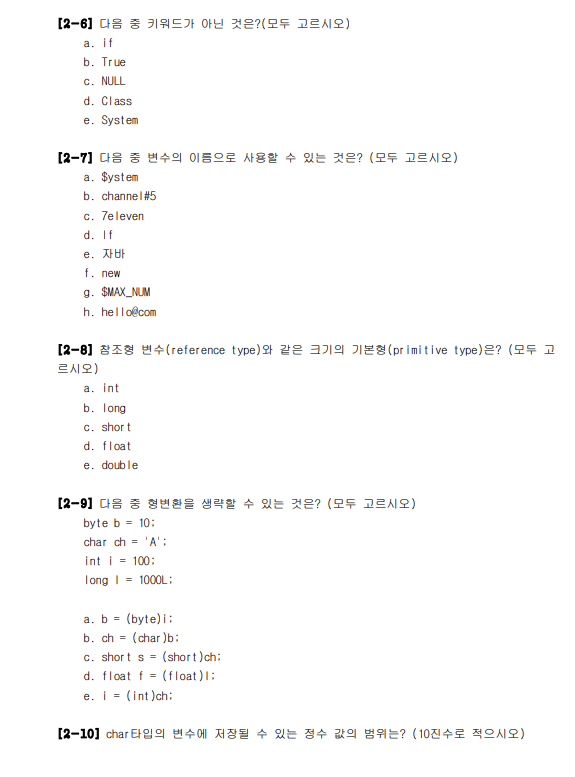 [2-6] 다음 중 키워드가 아닌 것은?(모두 고르시오)
a. if
b. True
c. NULL
d. Class
e. System
[2-7] 다음 중 변수의 이름으로 사용할 수 있는 것은? (모두 고르시오)
a. $ystem
b. channel#5
c. 7eleven
d. If
e. 자바
f. new
g. $MAX_NUM
h. hello@com
[2-8] 참조형 변수(reference type)와 같은 크기의 기본형(primitive type)은? (모두 고
르시오)
a. int
b. long
c. short
d. float
e. double
[2-9] 다음 중 형변환을 생략할 수 있는 것은? (모두 고르시오)
byte b = 10;
char ch = 'A';
int i = 100;
long l = 1000L;
a. b = (byte)i;
b. ch = (char)b;
c. short s = (short)ch;
d. float f = (float)l;
e. i = (int)ch;
[2-10] char타입의 변수에 저장될 수 있는 정수 값의 범위는? (10진수로 적으시오)